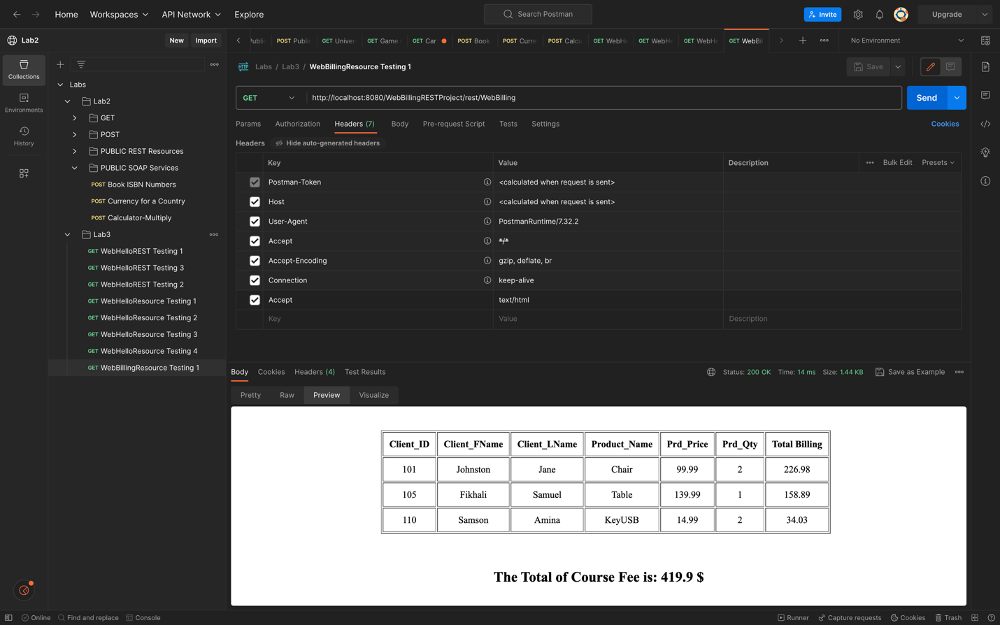 Home Workspaces API Network Explore Search Postman Invite Upgrade
Lab2 New Import Public POST Public GET Univer GET Game GET Car POST Book POST Curre POST Calcu GET WebHe GET WebHe GET WebHe GET WebBil No Environment
Collections
Environments
History
Labs
Lab2
GET
POST
PUBLIC REST Resources
PUBLIC SOAP Services
POST Book ISBN Numbers
POST Currency for a Country
POST Calculator-Multiply
Lab3
GET WebHelloREST Testing 1
GET WebHelloREST Testing 3
GET WebHelloREST Testing 2
GET WebHelloResource Testing 1
GET WebHelloResource Testing 2
GET WebHelloResource Testing 3
GET WebHelloResource Testing 4
GET WebBillingResource Testing 1
HTTP Labs / Lab3 / WebBillingResource Testing 1 Save
GET http://localhost:8080/WebBillingRESTProject/rest/WebBilling Send
Params Authorization Headers (7) Body Pre-request Script Tests Settings Cookies
Headers Hide auto-generated headers
Key Value Description Bulk Edit Presets
Postman-Token <calculated when request is sent>
Host <calculated when request is sent>
User-Agent PostmanRuntime/7.32.2
Accept */*
Accept-Encoding gzip, deflate, br
Connection keep-alive
Accept text/html
Key Value Description
Body Cookies Headers (4) Test Results Status: 200 OK Time: 14 ms Size: 1.44 KB Save as Example
Pretty Raw Preview Visualize
Client_ID Client_FName Client_LName Product_Name Prd_Price Prd_Qty Total Billing
101 Johnston Jane Chair 99.99 2 226.98
105 Fikhali Samuel Table 139.99 1 158.89
110 Samson Amina KeyUSB 14.99 2 34.03
The Total of Course Fee is: 419.9 $
Online Find and replace Console Runner Capture requests Cookies Trash